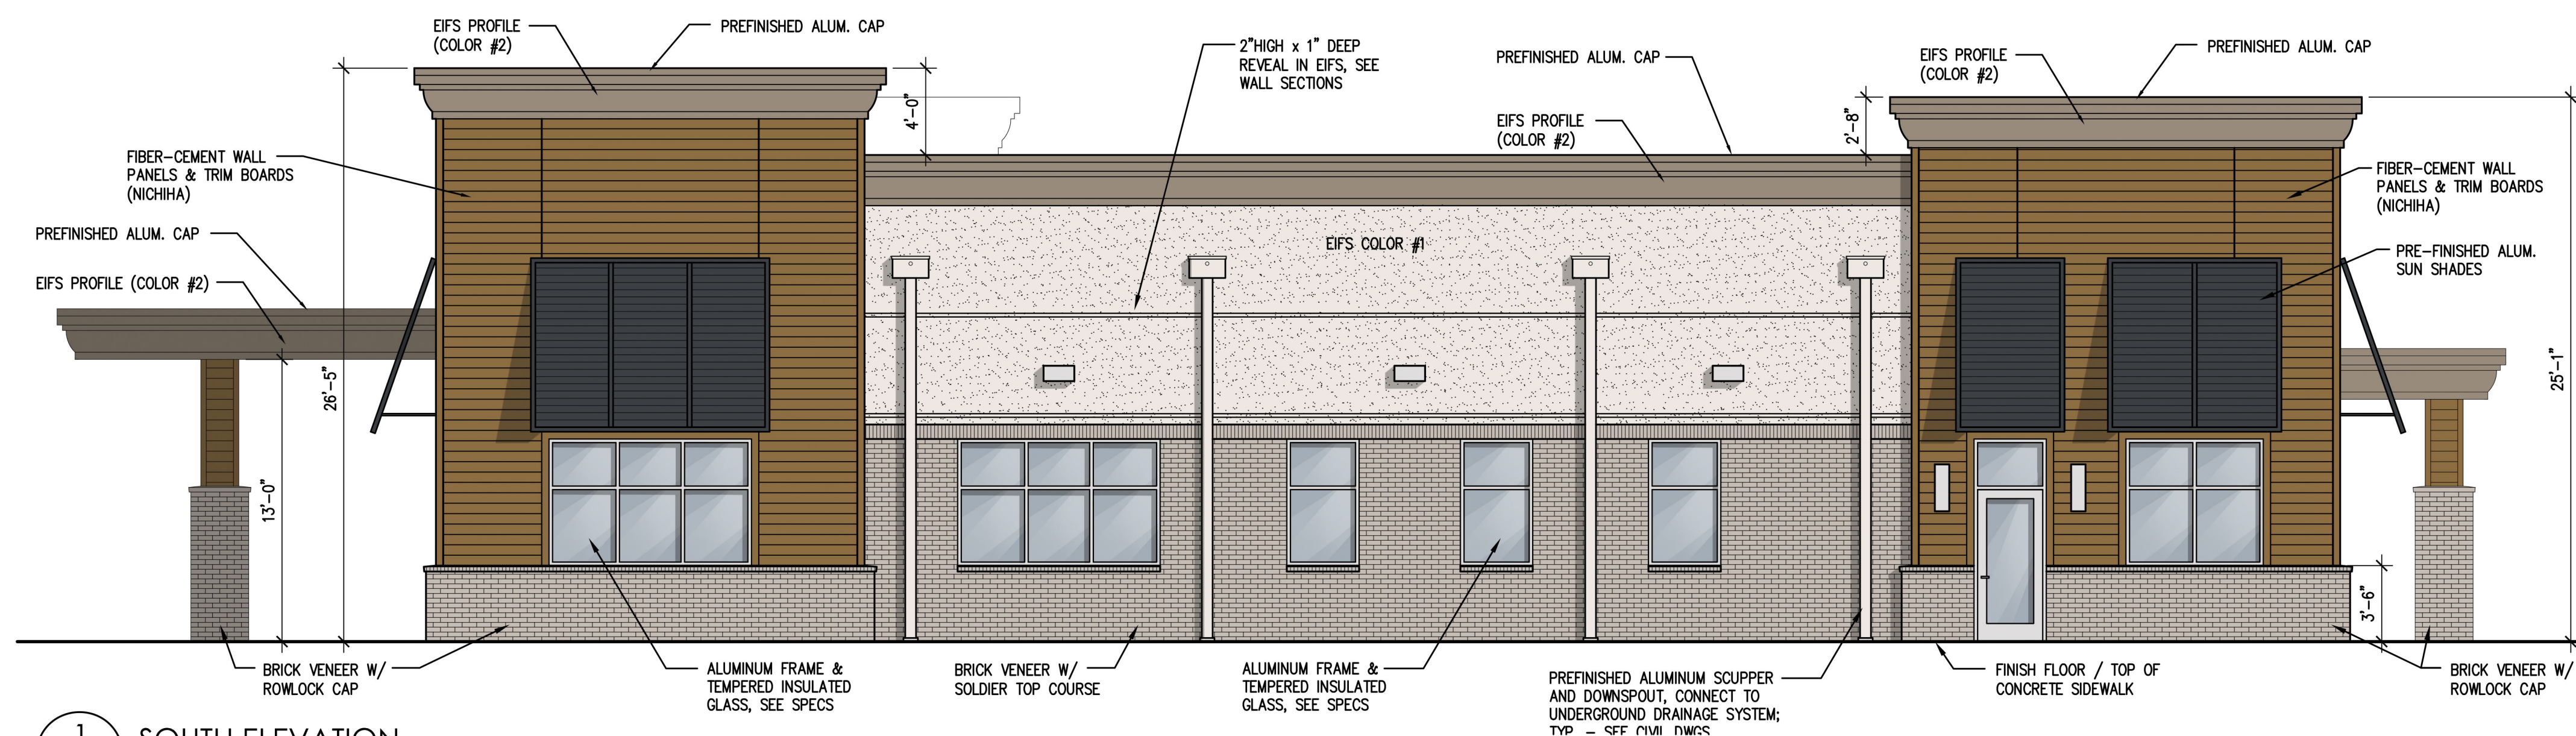 EIFS PROFILE
(COLOR #2)
PREFINISHED ALUM. CAP
2"HIGH x 1" DEEP
REVEAL IN EIFS, SEE
WALL SECTIONS
PREFINISHED ALUM. CAP
EIFS PROFILE
(COLOR #2)
EIFS PROFILE
(COLOR #2)
PREFINISHED ALUM. CAP
4'-0"
2'-8"
FIBER-CEMENT WALL
PANELS & TRIM BOARDS
(NICHIHA)
FIBER-CEMENT WALL
PANELS & TRIM BOARDS
(NICHIHA)
PREFINISHED ALUM. CAP
EIFS PROFILE (COLOR #2)
EIFS COLOR #1
PRE-FINISHED ALUM.
SUN SHADES
26'-5"
25'-1"
13'-0"
3'-6"
BRICK VENEER W/
ROWLOCK CAP
ALUMINUM FRAME &
TEMPERED INSULATED
GLASS, SEE SPECS
BRICK VENEER W/
SOLDIER TOP COURSE
ALUMINUM FRAME &
TEMPERED INSULATED
GLASS, SEE SPECS
PREFINISHED ALUMINUM SCUPPER
AND DOWNSPOUT, CONNECT TO
UNDERGROUND DRAINAGE SYSTEM;
TYP. - SEE CIVIL DWGS
FINISH FLOOR / TOP OF
CONCRETE SIDEWALK
BRICK VENEER W/
ROWLOCK CAP
1
SOUTH ELEVATION